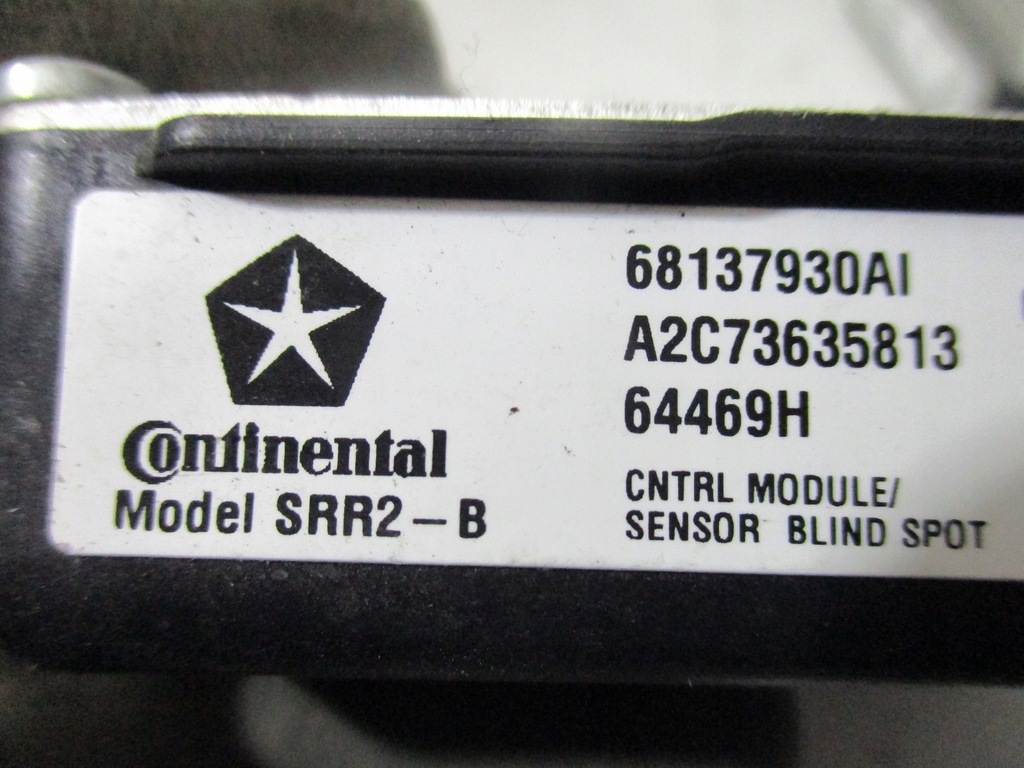 Continental
Model SRR2-B
68137930AI
A2C73635813
64469H
CNTRL MODULE/
SENSOR BLIND SPOT